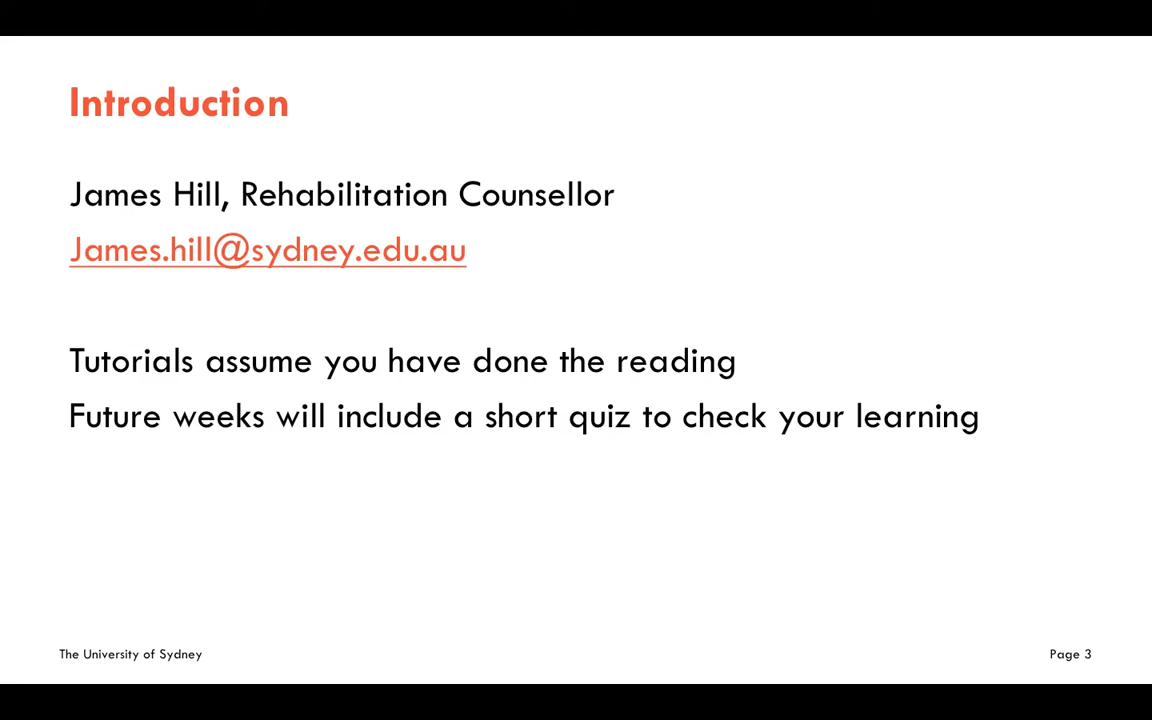 Introduction
James Hill, Rehabilitation Counsellor
James.hill@sydney.edu.au
Tutorials assume you have done the reading
Future weeks will include a short quiz to check your learning
The University of Sydney
Page 3